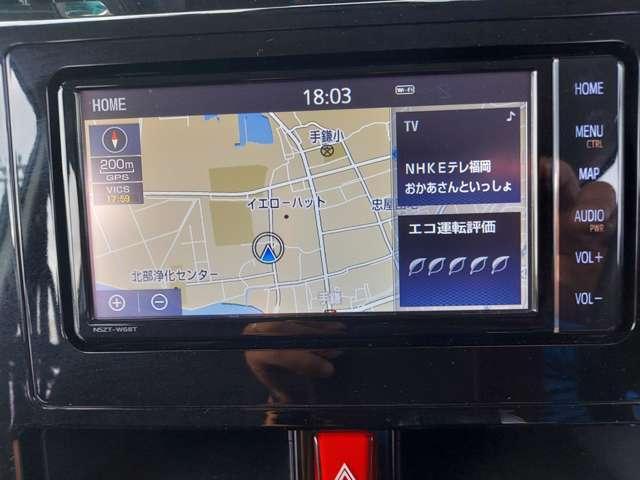 HOME
18:03
Wi-Fi
200m
GPS
VICS
17:59
手鎌小
イエローハット
北部浄化センター
手鎌
TV
♪
NHKEテレ福岡
おかあさんといっしょ
エコ運転評価
NSZT-W68T
HOME
MENU
CTRL
MAP
AUDIO
PWR
VOL+
VOL-